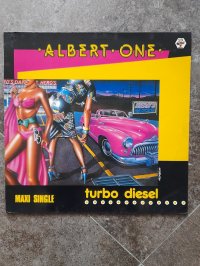 ·ALBERT·ONE·
MAXI SINGLE
turbo diesel